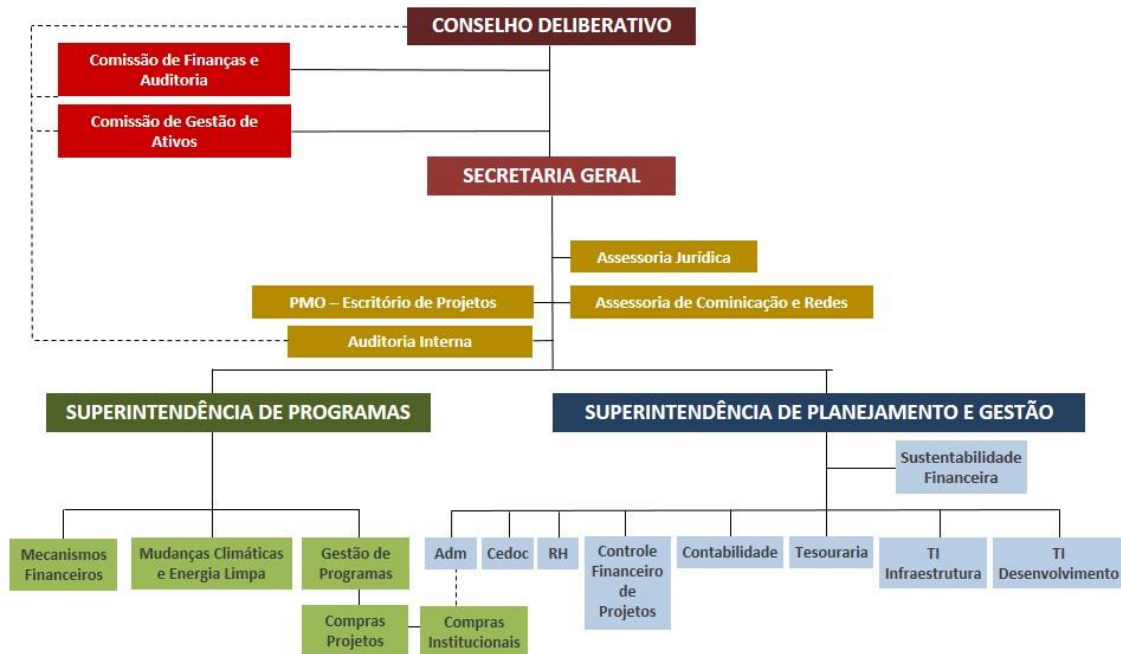 CONSELHO DELIBERATIVO
Comissão de Finanças e
Auditoria
Comissão de Gestão de
Ativos
SECRETARIA GERAL
Assessoria Jurídica
PMO – Escritório de Projetos
Assessoria de Cominicação e Redes
Auditoria Interna
SUPERINTENDÊNCIA DE PROGRAMAS
SUPERINTENDÊNCIA DE PLANEJAMENTO E GESTÃO
Sustentabilidade
Financeira
Mecanismos
Financeiros
Mudanças Climáticas
e Energia Limpa
Gestão de
Programas
Adm
Cedoc
RH
Controle
Financeiro
de
Projetos
Contabilidade
Tesouraria
TI
Infraestrutura
TI
Desenvolvimento
Compras
Projetos
Compras
Institucionais